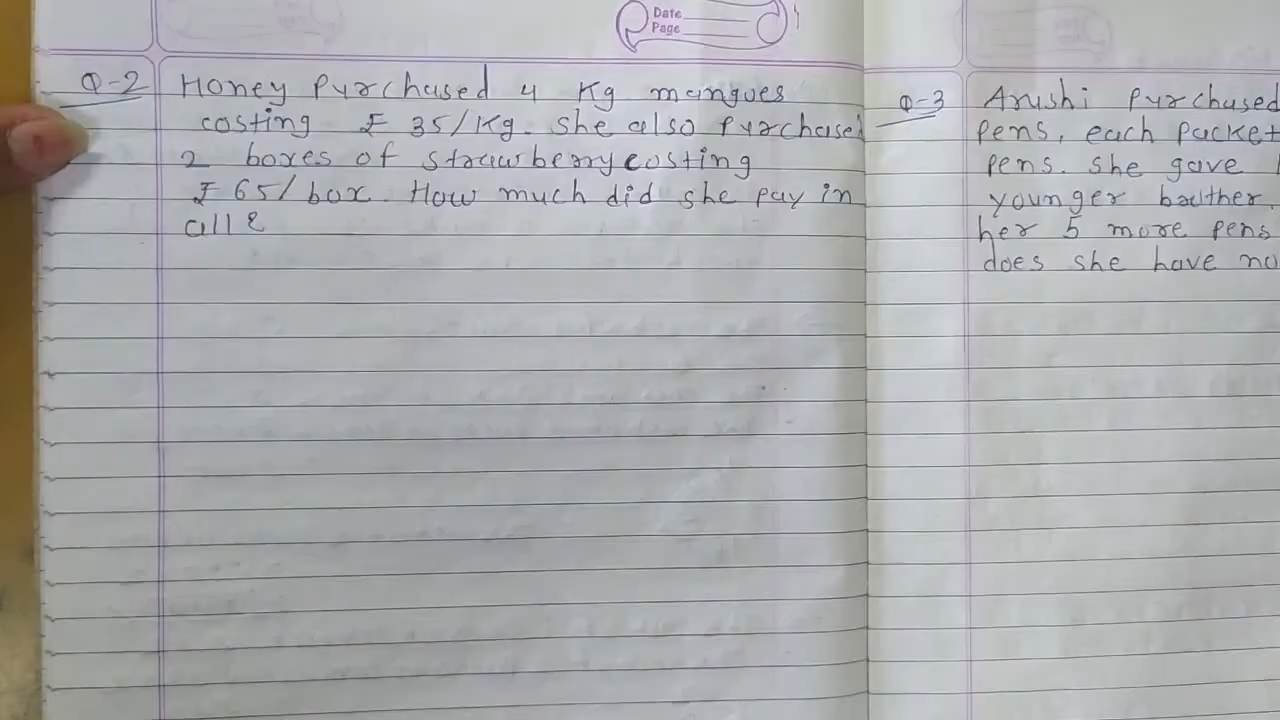 Date
Page
Q-2 Honey Purchased 4 Kg mangoes
costing ₹ 35/Kg. She also purchased
2 boxes of strawberry costing
₹ 65/box. How much did she pay in
all ?
Q-3 Arushi purchased
pens, each packet
pens. she gave
younger brother.
her 5 more pens
does she have no